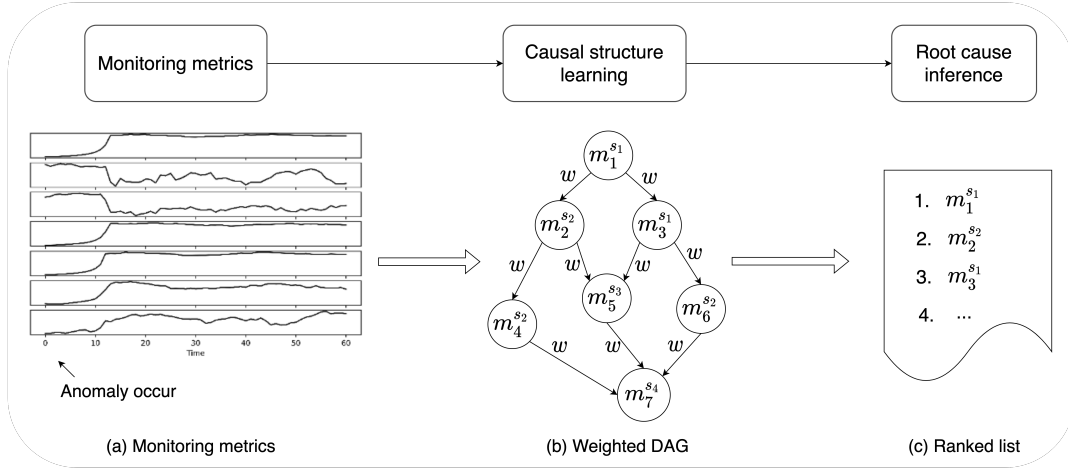 Monitoring metrics
Causal structure
learning
Root cause
inference
0 10 20 30 40 50 60
Time
Anomaly occur
m_1^{s_1}
w w
m_2^{s_2} m_3^{s_1}
w w w w
m_5^{s_3}
m_4^{s_2} m_6^{s_2}
w w w
m_7^{s_4}
1. m_1^{s_1}
2. m_2^{s_2}
3. m_3^{s_1}
4. ...
(a) Monitoring metrics
(b) Weighted DAG
(c) Ranked list